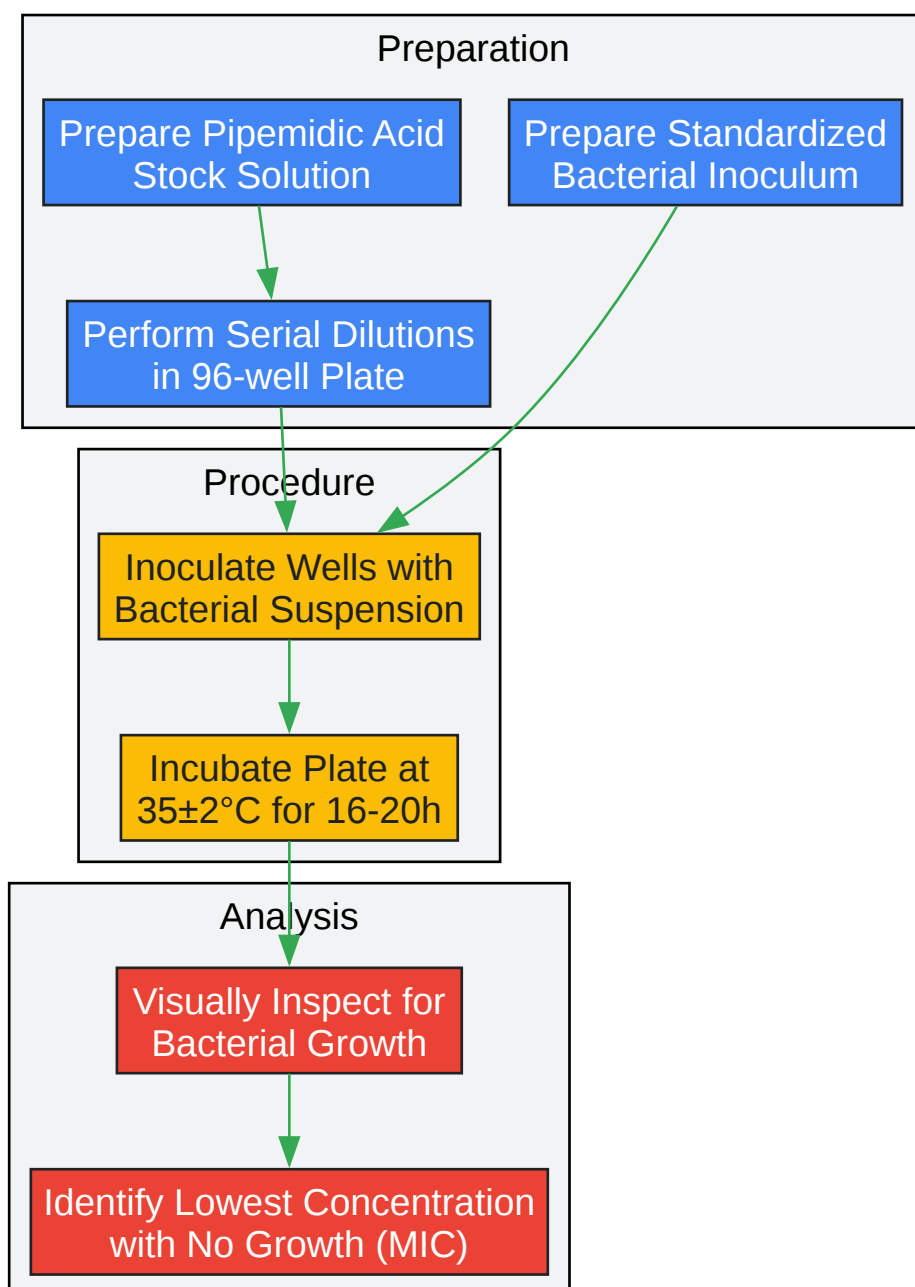 Preparation
Prepare Pipemidic Acid
Stock Solution
Prepare Standardized
Bacterial Inoculum
Perform Serial Dilutions
in 96-well Plate
Procedure
Inoculate Wells with
Bacterial Suspension
Incubate Plate at
35±2°C for 16-20h
Analysis
Visually Inspect for
Bacterial Growth
Identify Lowest Concentration
with No Growth (MIC)